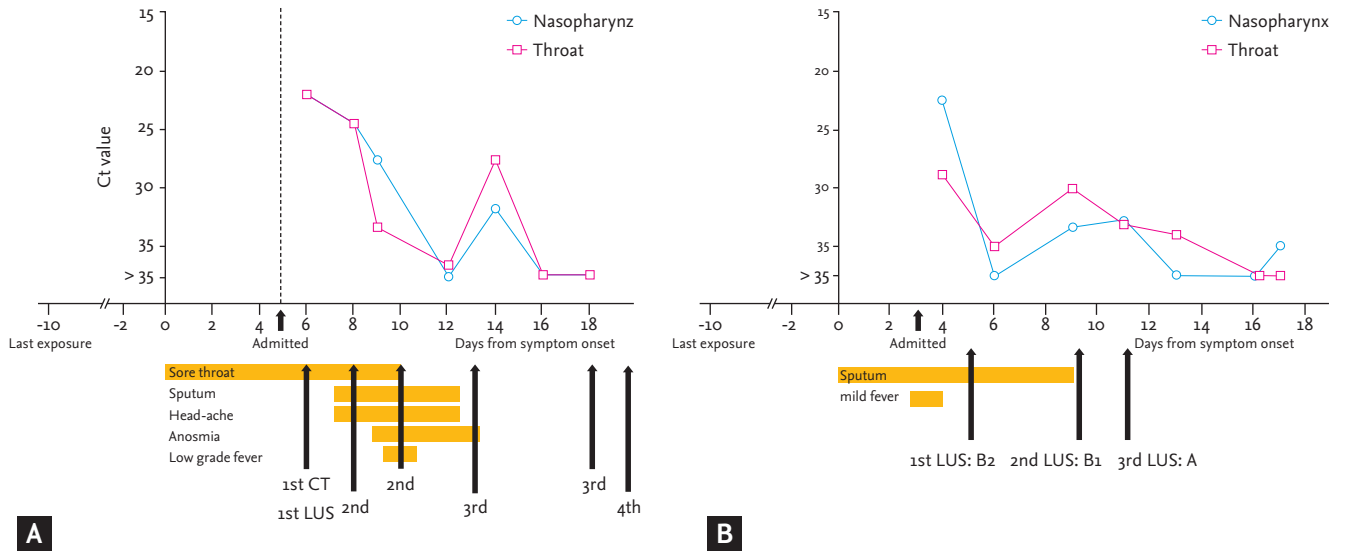 15
20
25
30
35
> 35
Ct value
Nasopharynz
Throat
-10
-2
0
2
4
6
8
10
12
14
16
18
Last exposure
Admitted
Days from symptom onset
Sore throat
Sputum
Head-ache
Anosmia
Low grade fever
1st CT
2nd
3rd
1st LUS
2nd
3rd
4th
A
15
20
25
30
35
> 35
Nasopharynx
Throat
-10
-2
0
2
4
6
8
10
12
14
16
18
Last exposure
Admitted
Days from symptom onset
Sputum
mild fever
1st LUS: B2
2nd LUS: B1
3rd LUS: A
B